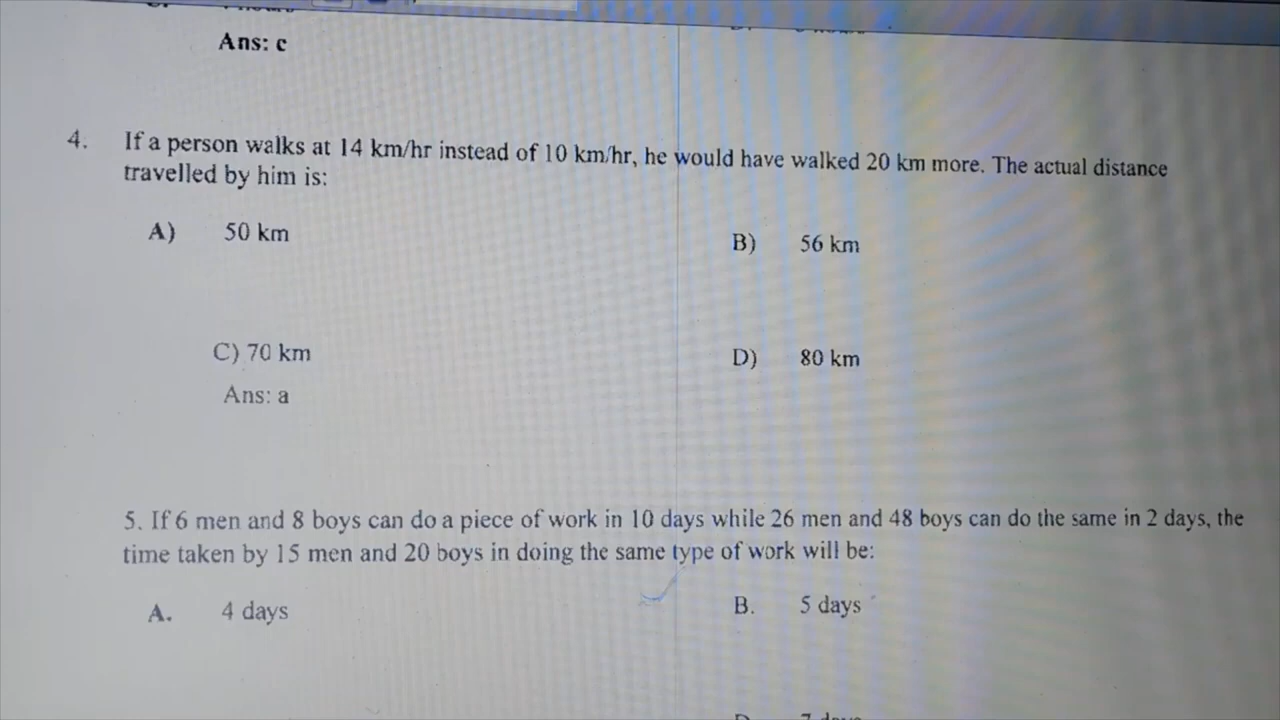 Ans: c
4. If a person walks at 14 km/hr instead of 10 km/hr, he would have walked 20 km more. The actual distance
travelled by him is:
A) 50 km
B) 56 km
C) 70 km
D) 80 km
Ans: a
5. If 6 men and 8 boys can do a piece of work in 10 days while 26 men and 48 boys can do the same in 2 days, the
time taken by 15 men and 20 boys in doing the same type of work will be:
A. 4 days
B. 5 days